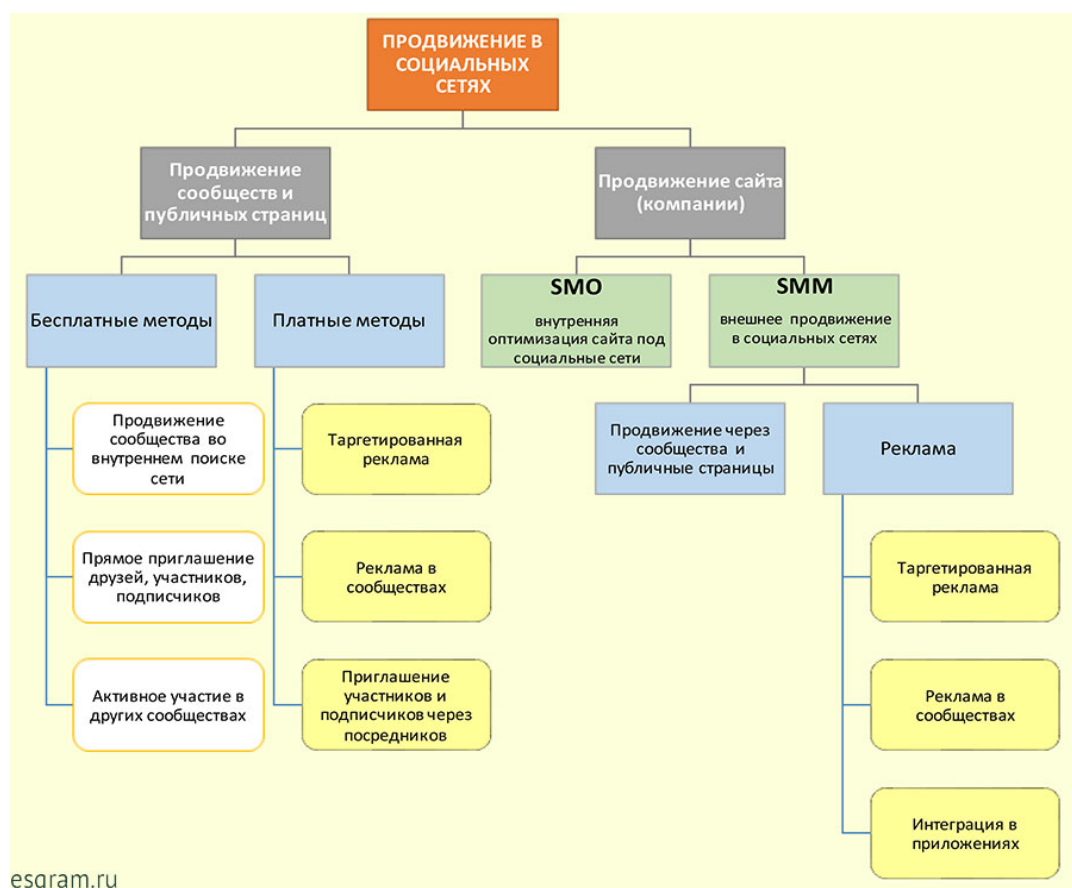 ПРОДВИЖЕНИЕ В
СОЦИАЛЬНЫХ
СЕТЯХ
Продвижение
сообществ и
публичных страниц
Продвижение сайта
(компании)
Бесплатные методы
Платные методы
SMO
внутренняя
оптимизация сайта под
социальные сети
SMM
внешнее продвижение
в социальных сетях
Продвижение
сообщества во
внутреннем поиске
сети
Прямое приглашение
друзей, участников,
подписчиков
Активное участие в
других сообществах
Таргетированная
реклама
Реклама в
сообществах
Приглашение
участников и
подписчиков через
посредников
Продвижение через
сообщества и
публичные страницы
Реклама
Таргетированная
реклама
Реклама в
сообществах
Интеграция в
приложениях
esgram.ru